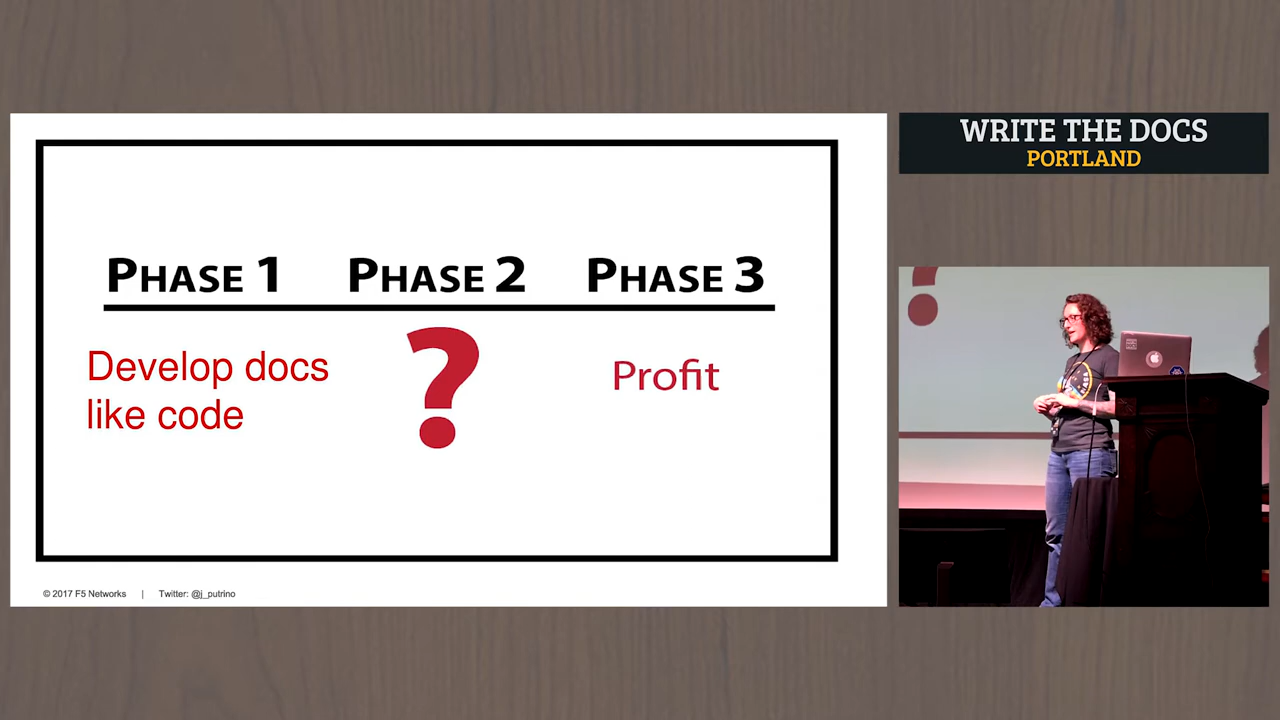 WRITE THE DOCS
PORTLAND
PHASE 1 PHASE 2 PHASE 3
Develop docs
like code
?
Profit
© 2017 F5 Networks | Twitter: @j_putrino
?